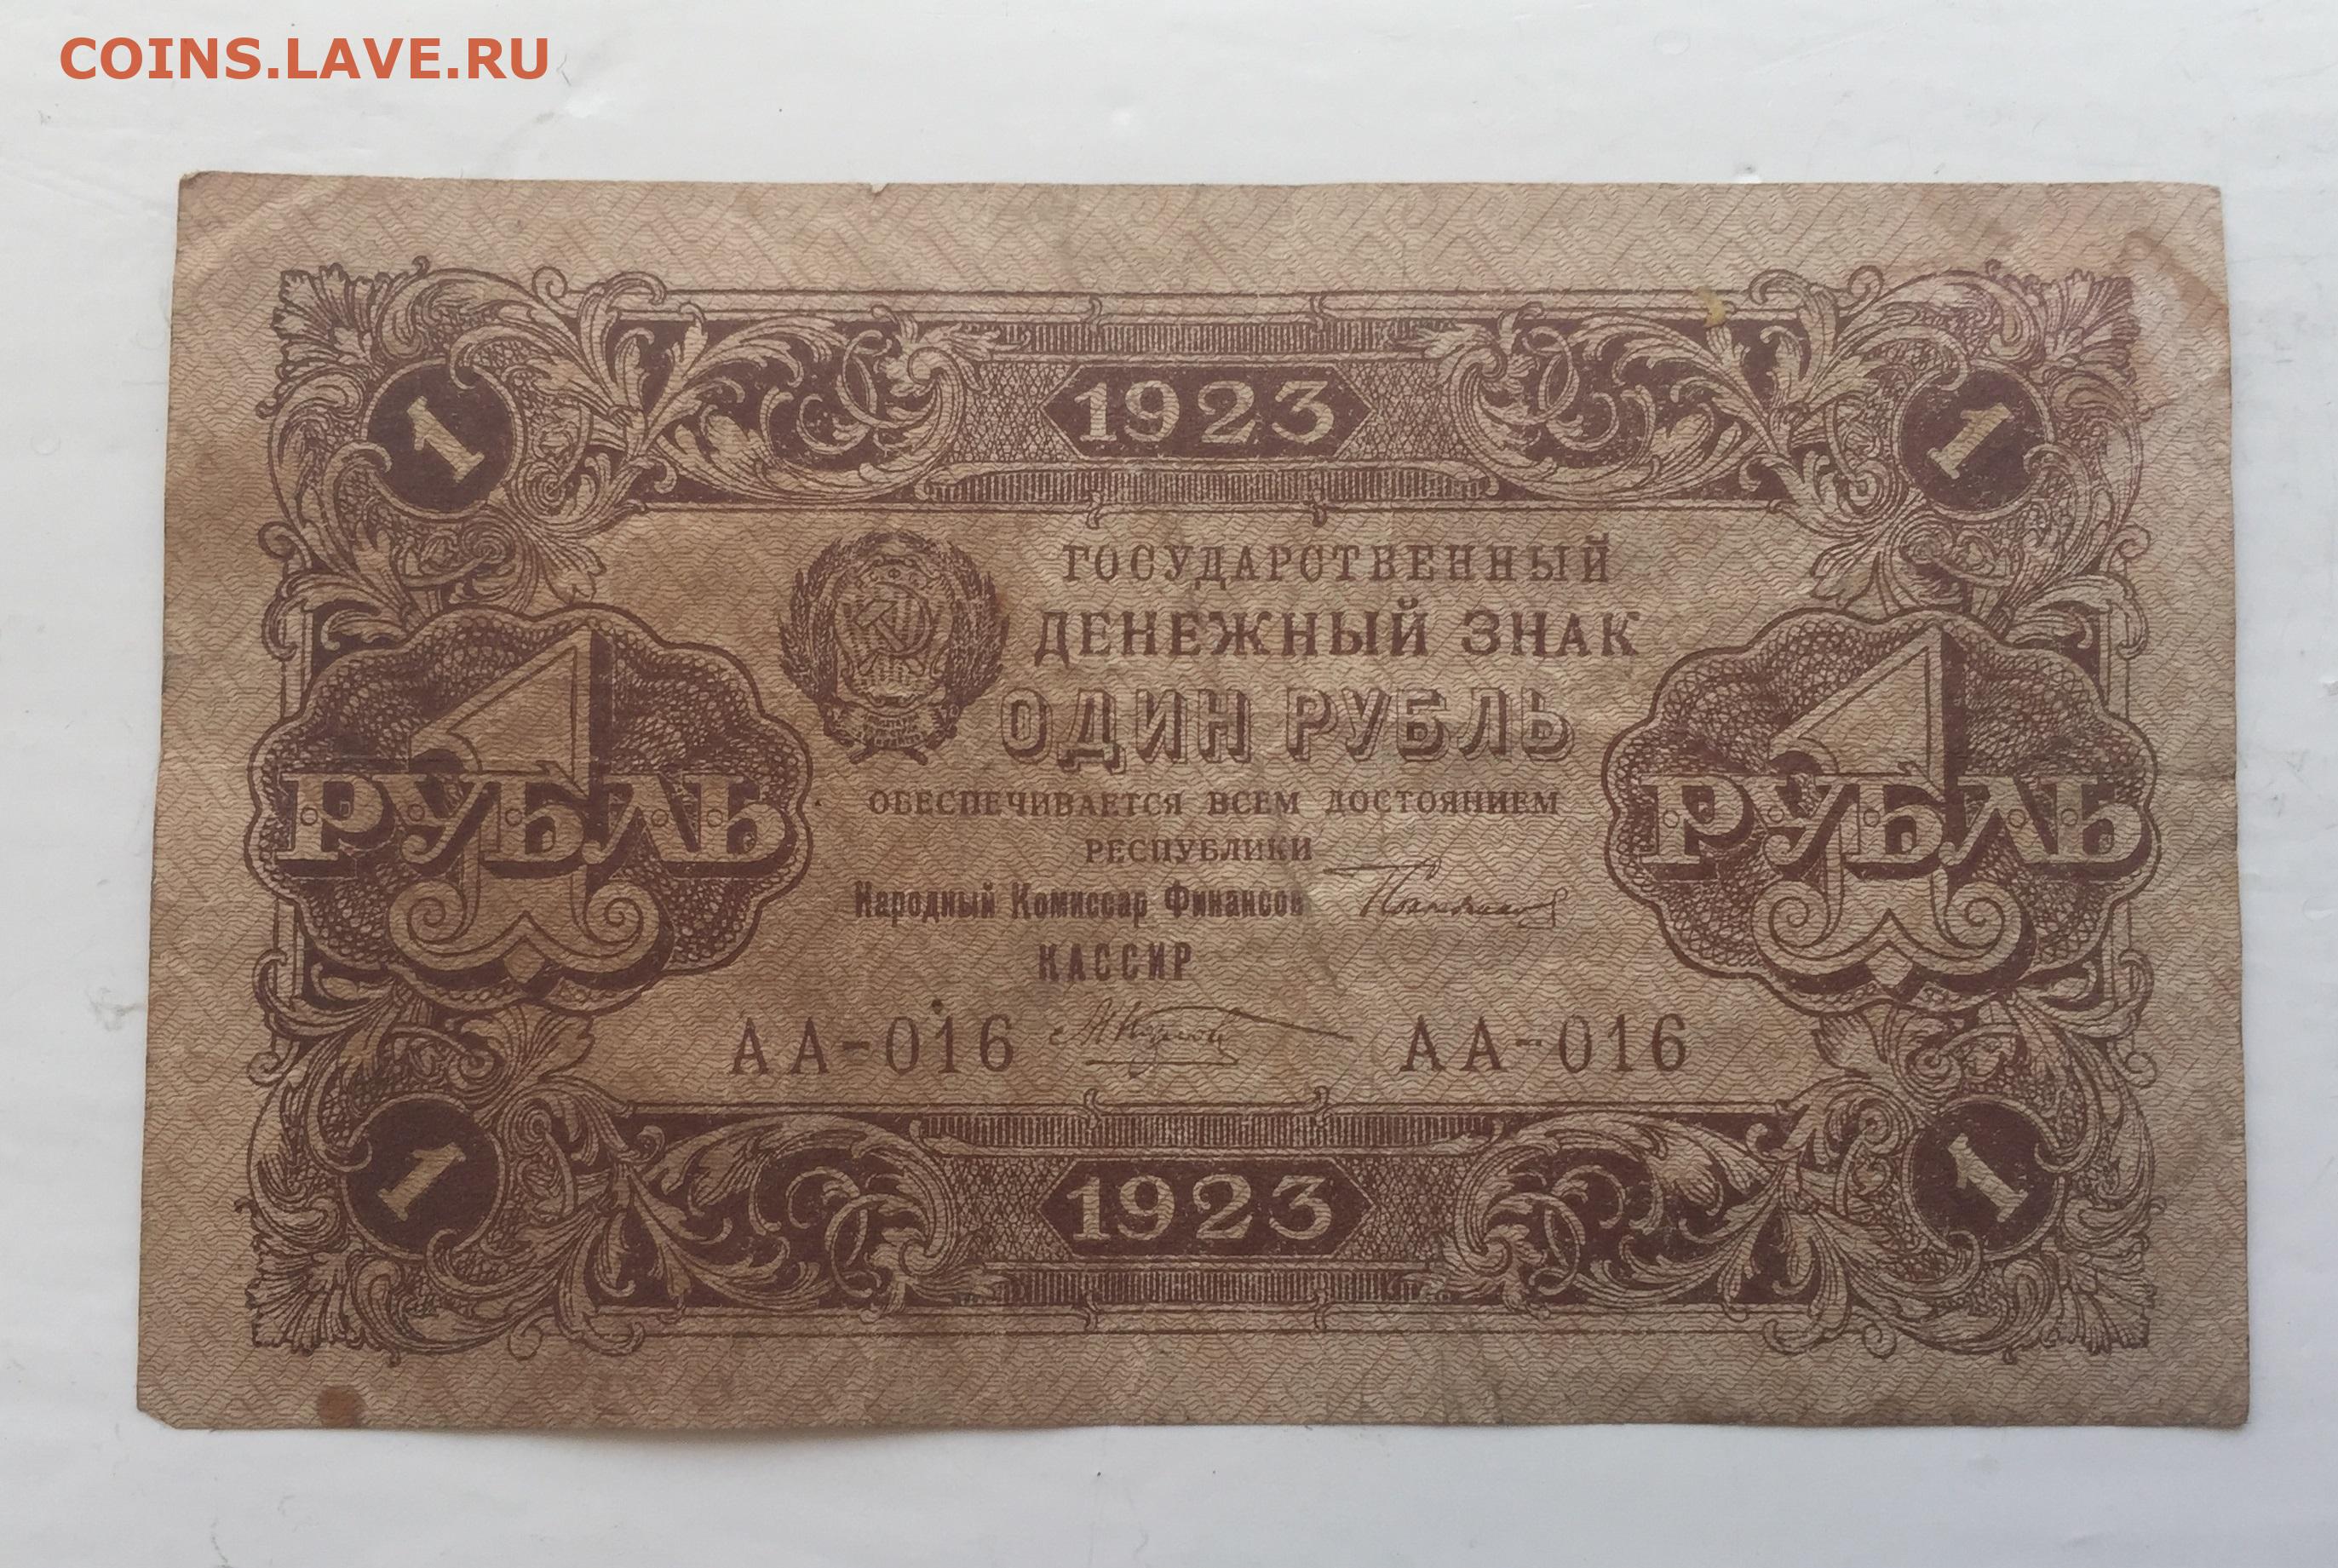 COINS.LAVE.RU
1 1923 1
ГОСУДАРСТВЕННЫЙ
ДЕНЕЖНЫЙ ЗНАК
ОДИН РУБЛЬ
1 РУБЛЬ
1 РУБЛЬ
ОБЕСПЕЧИВАЕТСЯ ВСЕМ ДОСТОЯНИЕМ
РЕСПУБЛИКИ
Народный Комиссар Финансов
КАССИР
АА-016 АА-016
1 1923 1